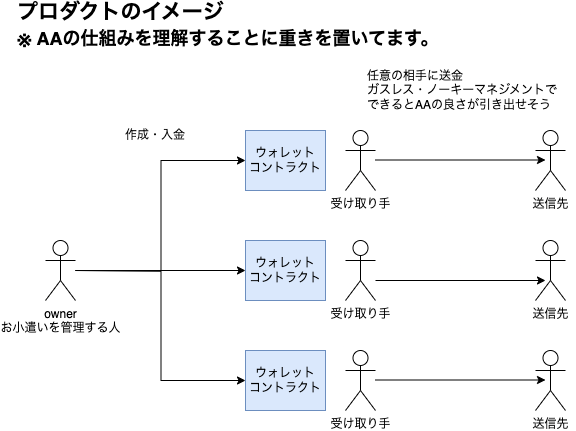 プロダクトのイメージ
※ AAの仕組みを理解することに重きを置いてます。
任意の相手に送金
ガスレス・ノーキーマネジメントで
できるとAAの良さが引き出せそう
作成・入金
ウォレット
コントラクト
受け取り手
送信先
owner
お小遣いを管理する人
ウォレット
コントラクト
受け取り手
送信先
ウォレット
コントラクト
受け取り手
送信先